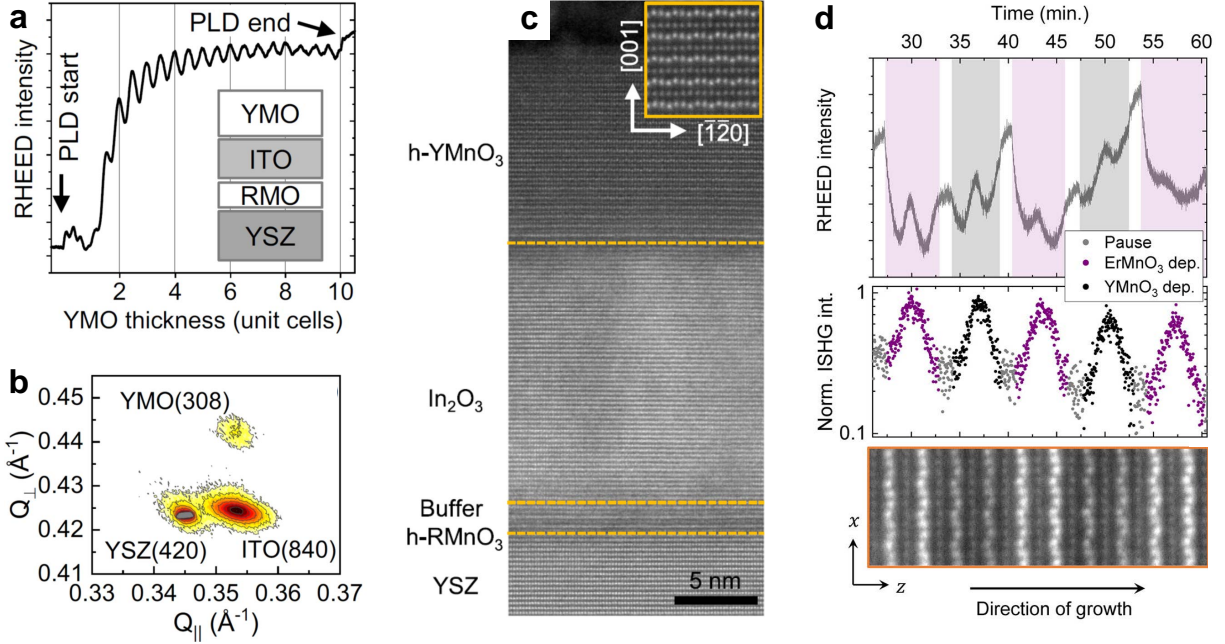 a
PLD end
PLD start
RHEED intensity
YMO
ITO
RMO
YSZ
2 4 6 8 10
YMO thickness (unit cells)
b
YMO(308)
0.45
0.44
0.43
0.42
0.41
Q⊥ (Å⁻¹)
YSZ(420) ITO(840)
0.33 0.34 0.35 0.36 0.37
Q|| (Å⁻¹)
c
[001]
[1̅1̅20]
h-YMnO₃
In₂O₃
Buffer
h-RMnO₃
YSZ
5 nm
d
Time (min.)
30 35 40 45 50 55 60
RHEED intensity
Pause
ErMnO₃ dep.
YMnO₃ dep.
1
Norm. ISHG int.
0.1
x
z
Direction of growth